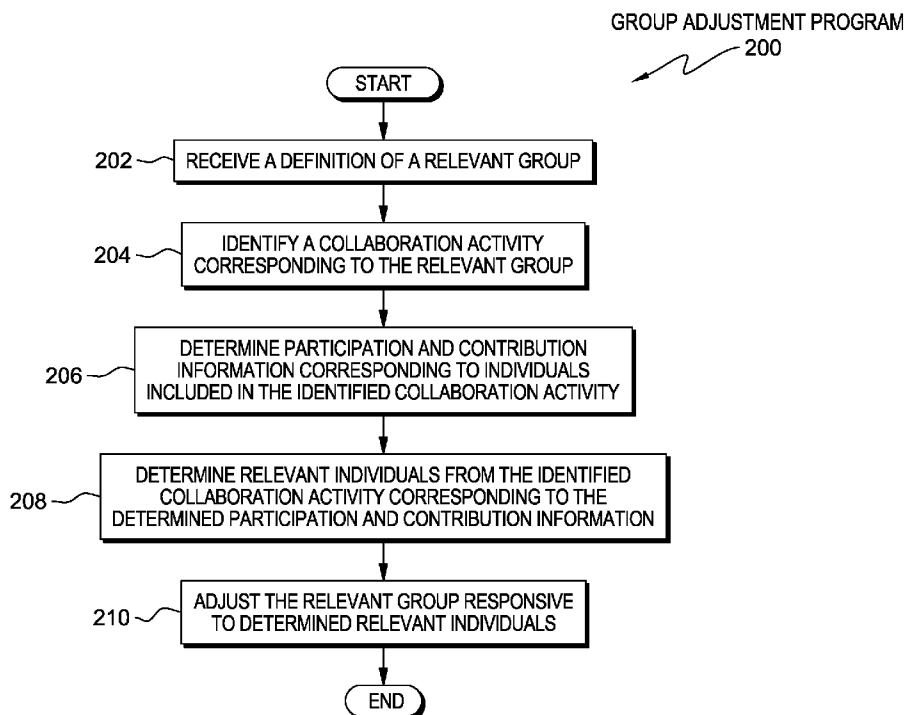 GROUP ADJUSTMENT PROGRAM
200
START
202
RECEIVE A DEFINITION OF A RELEVANT GROUP
204
IDENTIFY A COLLABORATION ACTIVITY
CORRESPONDING TO THE RELEVANT GROUP
206
DETERMINE PARTICIPATION AND CONTRIBUTION
INFORMATION CORRESPONDING TO INDIVIDUALS
INCLUDED IN THE IDENTIFIED COLLABORATION ACTIVITY
208
DETERMINE RELEVANT INDIVIDUALS FROM THE IDENTIFIED
COLLABORATION ACTIVITY CORRESPONDING TO THE
DETERMINED PARTICIPATION AND CONTRIBUTION INFORMATION
210
ADJUST THE RELEVANT GROUP RESPONSIVE
TO DETERMINED RELEVANT INDIVIDUALS
END